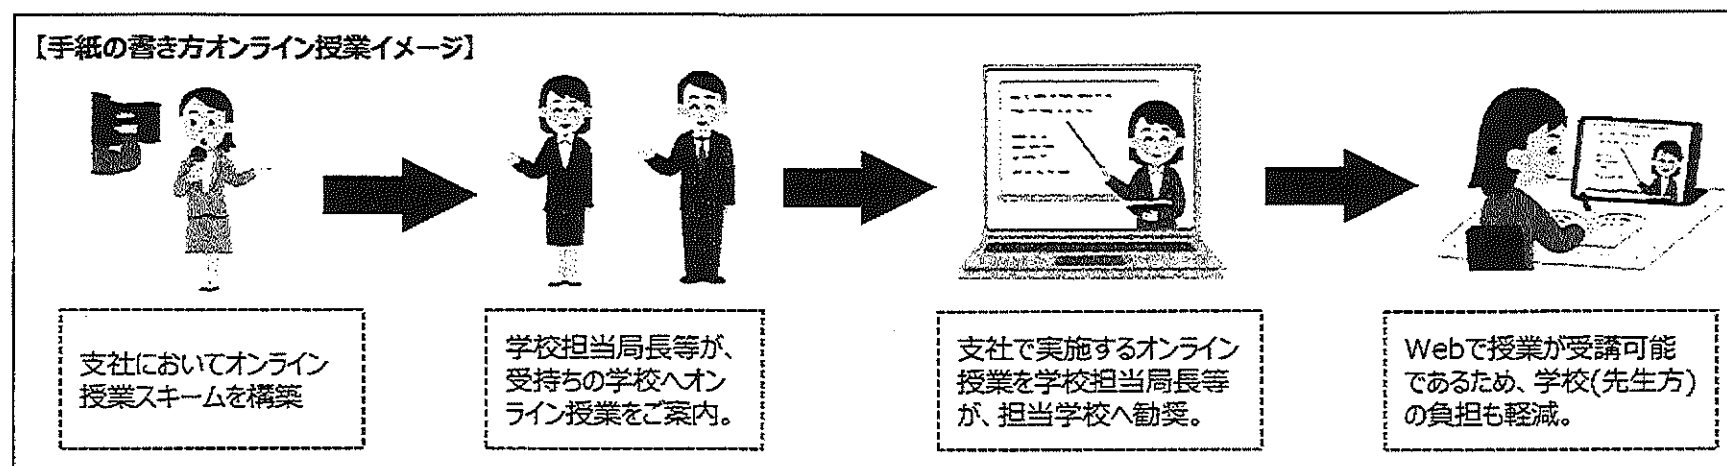 【手紙の書き方オンライン授業イメージ】
支社においてオンライン
授業スキームを構築
学校担当局長等が、
受持ちの学校へオン
ライン授業をご案内。
支社で実施するオンライン
授業を学校担当局長等
が、担当学校へ勧奨。
Webで授業が受講可能
であるため、学校(先生方)
の負担も軽減。